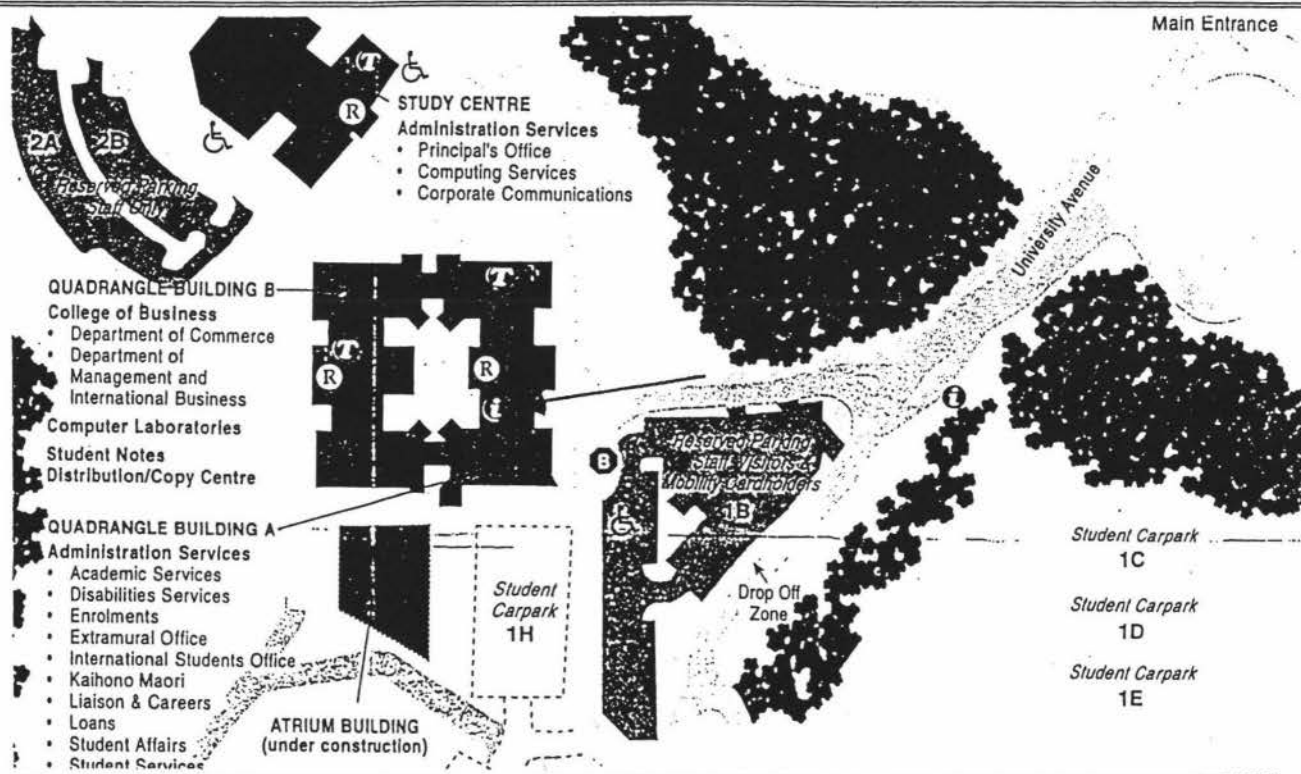 Main Entrance
T
STUDY CENTRE
R
Administration Services
• Principal's Office
• Computing Services
• Corporate Communications
2A
2B
Reserved Parking
Staff Only
University Avenue
QUADRANGLE BUILDING B
T
College of Business
• Department of Commerce
• Department of
Management and
International Business
T
R
R
i
i
Computer Laboratories
Student Notes
Distribution/Copy Centre
B
Reserved Parking
Staff, Visitors &
Mobility Cardholders
1B
QUADRANGLE BUILDING A
Administration Services
• Academic Services
• Disabilities Services
• Enrolments
• Extramural Office
• International Students Office
• Kaihono Maori
• Liaison & Careers
• Loans
• Student Affairs
• Student Services
Student
Carpark
1H
Drop Off
Zone
Student Carpark
1C
Student Carpark
1D
Student Carpark
1E
ATRIUM BUILDING
(under construction)